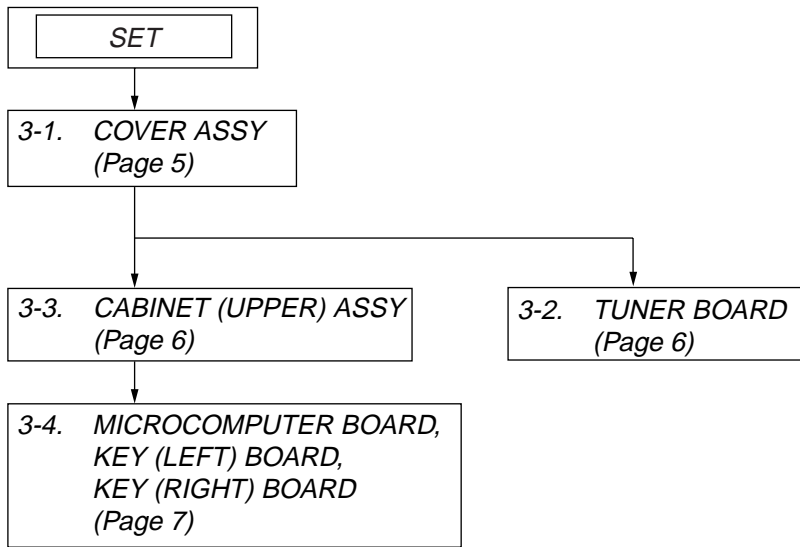 SET
3-1. COVER ASSY
(Page 5)
3-3. CABINET (UPPER) ASSY
(Page 6)
3-2. TUNER BOARD
(Page 6)
3-4. MICROCOMPUTER BOARD,
KEY (LEFT) BOARD,
KEY (RIGHT) BOARD
(Page 7)